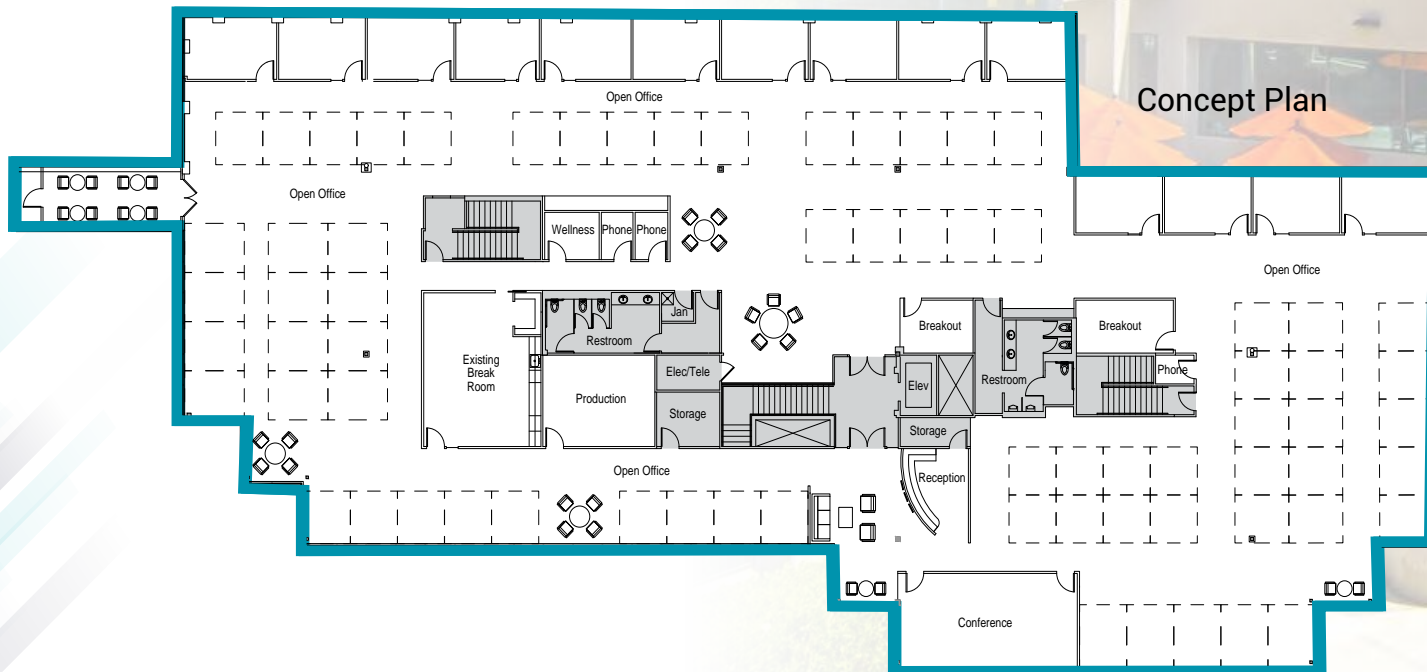 Open Office
Concept Plan
Open Office
Wellness
Phone
Phone
Open Office
Jan
Restroom
Breakout
Breakout
Existing
Break
Room
Elec/Tele
Phone
Elev
Restroom
Production
Storage
Storage
Open Office
Reception
Conference